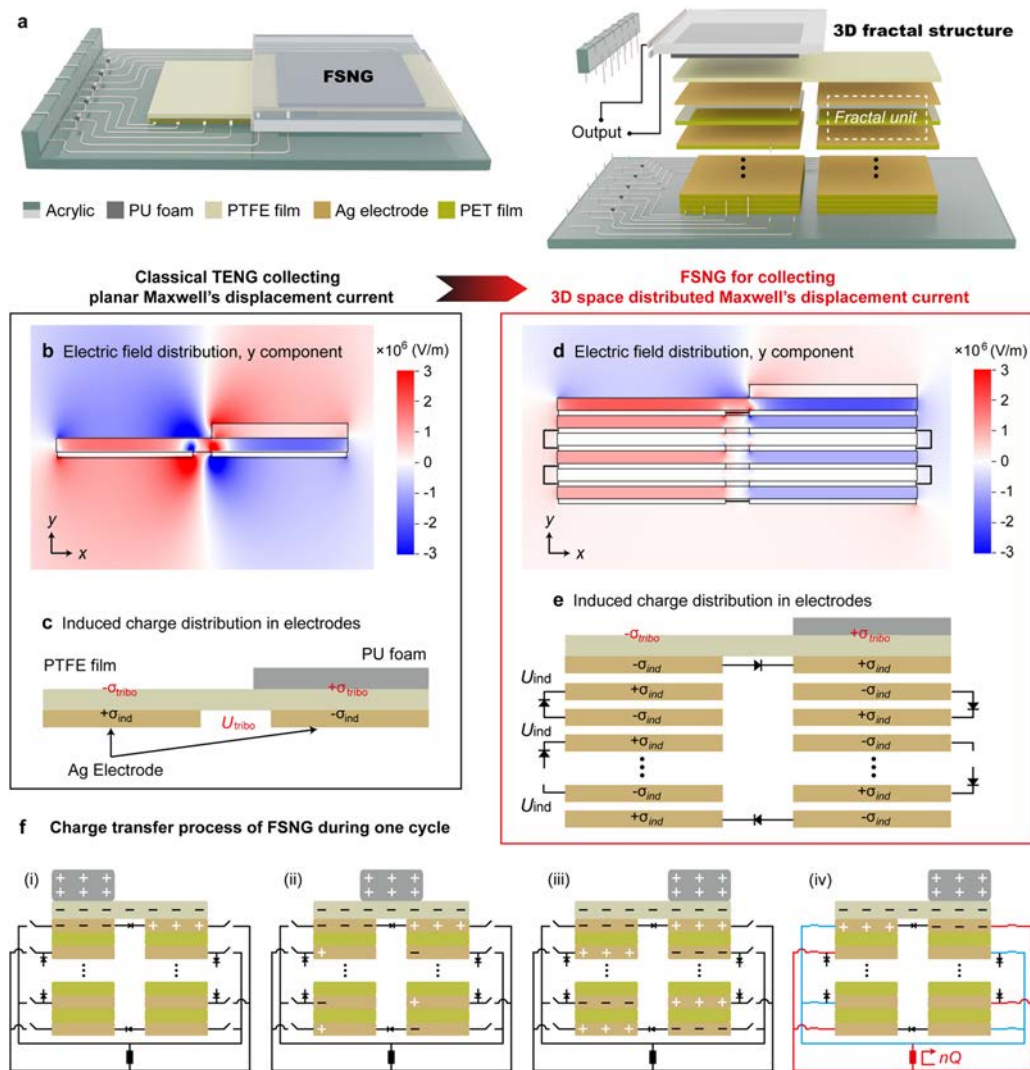 a
FSNG
3D fractal structure
Output
Fractal unit
Acrylic PU foam PTFE film Ag electrode PET film
Classical TENG collecting
planar Maxwell's displacement current
FSNG for collecting
3D space distributed Maxwell's displacement current
b Electric field distribution, y component
×10⁶ (V/m)
3
2
1
0
-1
-2
-3
y
x
c Induced charge distribution in electrodes
PU foam
PTFE film
-σtribo +σtribo
+σind Utribo -σind
Ag Electrode
d Electric field distribution, y component
×10⁶ (V/m)
3
2
1
0
-1
-2
-3
y
x
e Induced charge distribution in electrodes
-σtribo +σtribo
-σind +σind
Uind
+σind -σind
-σind +σind
Uind
+σind -σind
-σind +σind
Uind
+σind -σind
f Charge transfer process of FSNG during one cycle
(i) (ii) (iii) (iv)
nQ